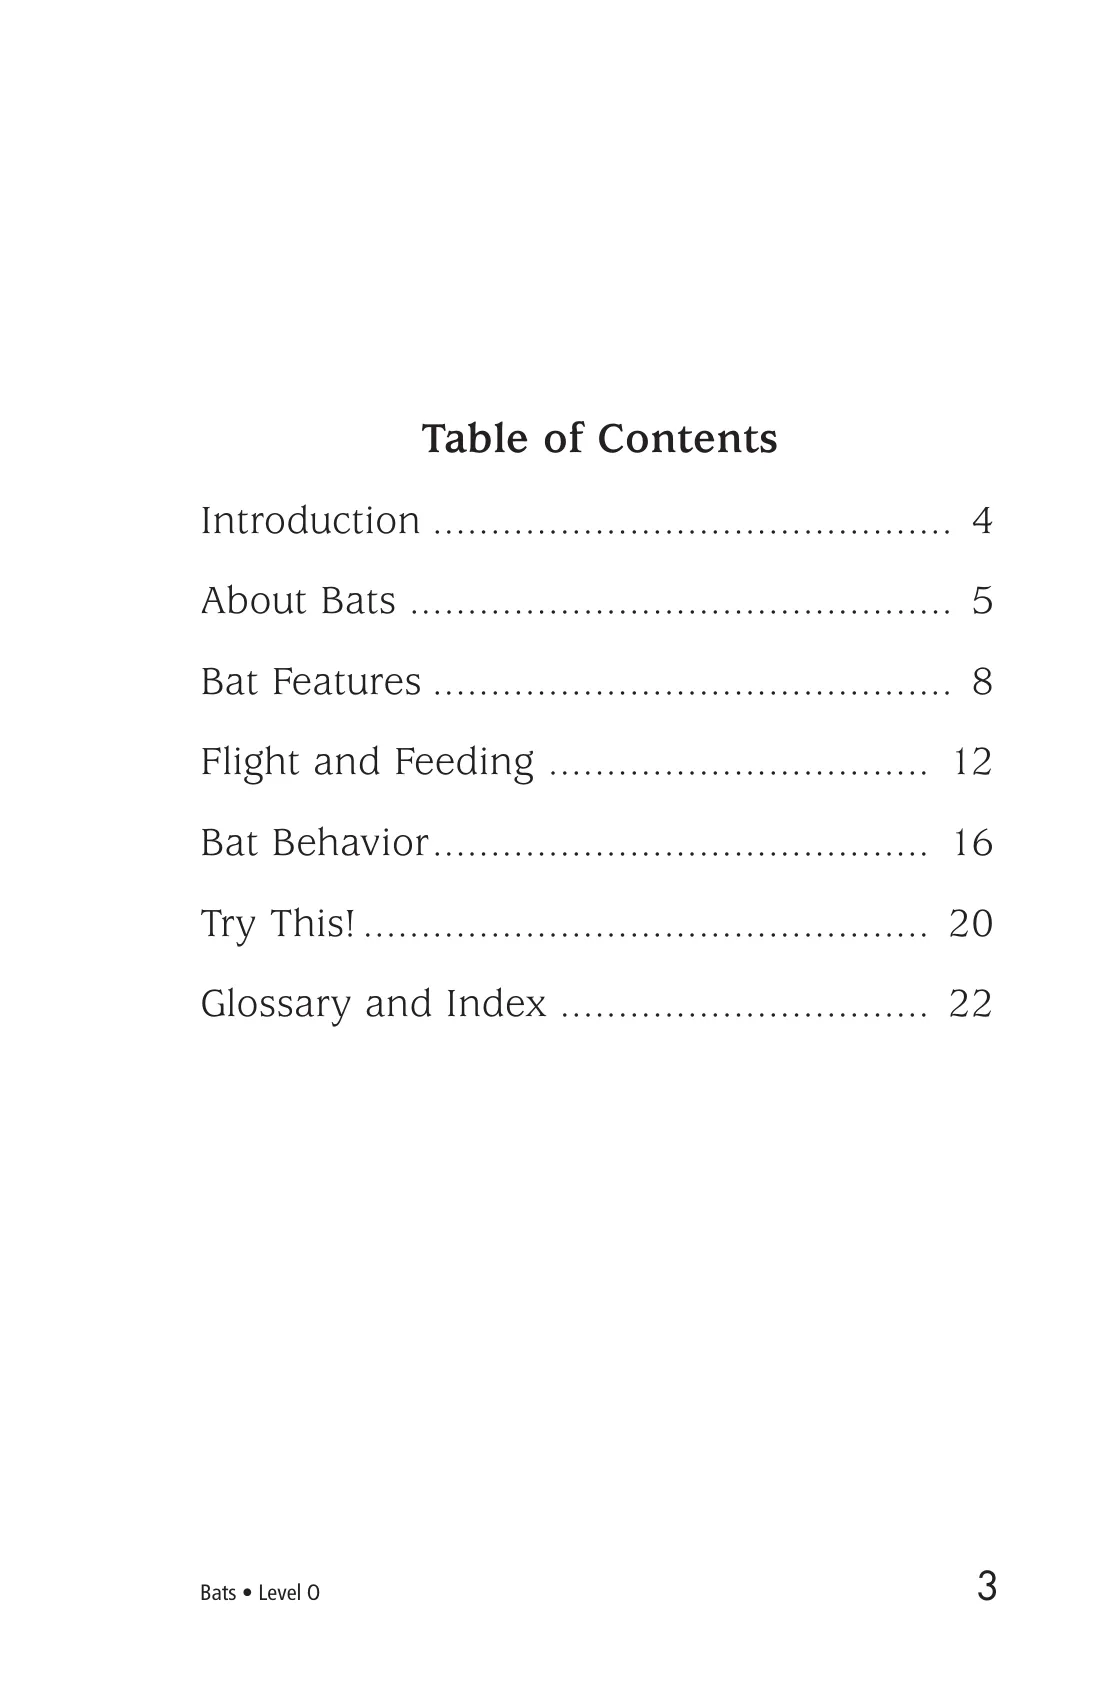 Table of Contents
Introduction ............................................. 4
About Bats ............................................... 5
Bat Features ............................................. 8
Flight and Feeding ................................. 12
Bat Behavior........................................... 16
Try This! ................................................. 20
Glossary and Index ................................ 22
Bats • Level O 3